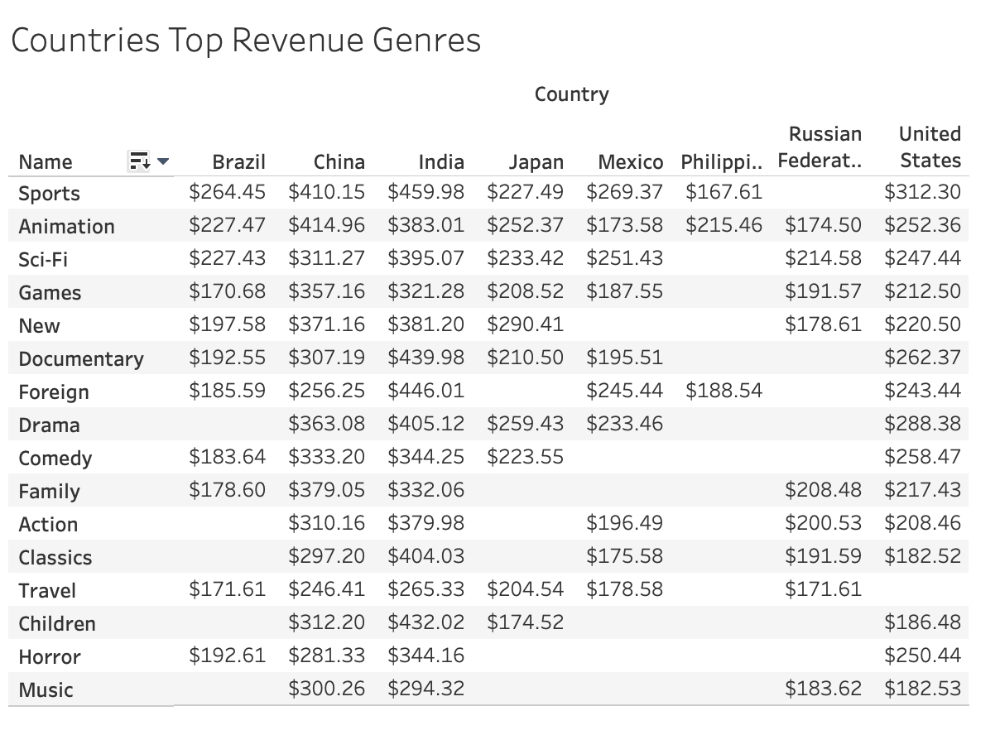 Countries Top Revenue Genres
Country
Name Brazil China India Japan Mexico Philippi.. Russian Federat.. United States
Sports $264.45 $410.15 $459.98 $227.49 $269.37 $167.61 $312.30
Animation $227.47 $414.96 $383.01 $252.37 $173.58 $215.46 $174.50 $252.36
Sci-Fi $227.43 $311.27 $395.07 $233.42 $251.43 $214.58 $247.44
Games $170.68 $357.16 $321.28 $208.52 $187.55 $191.57 $212.50
New $197.58 $371.16 $381.20 $290.41 $178.61 $220.50
Documentary $192.55 $307.19 $439.98 $210.50 $195.51 $262.37
Foreign $185.59 $256.25 $446.01 $245.44 $188.54 $243.44
Drama $363.08 $405.12 $259.43 $233.46 $288.38
Comedy $183.64 $333.20 $344.25 $223.55 $258.47
Family $178.60 $379.05 $332.06 $208.48 $217.43
Action $310.16 $379.98 $196.49 $200.53 $208.46
Classics $297.20 $404.03 $175.58 $191.59 $182.52
Travel $171.61 $246.41 $265.33 $204.54 $178.58 $171.61
Children $312.20 $432.02 $174.52 $186.48
Horror $192.61 $281.33 $344.16 $250.44
Music $300.26 $294.32 $183.62 $182.53